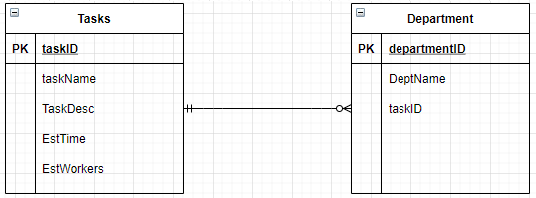 Tasks
PK taskID
taskName
TaskDesc
EstTime
EstWorkers
Department
PK departmentID
DeptName
taskID